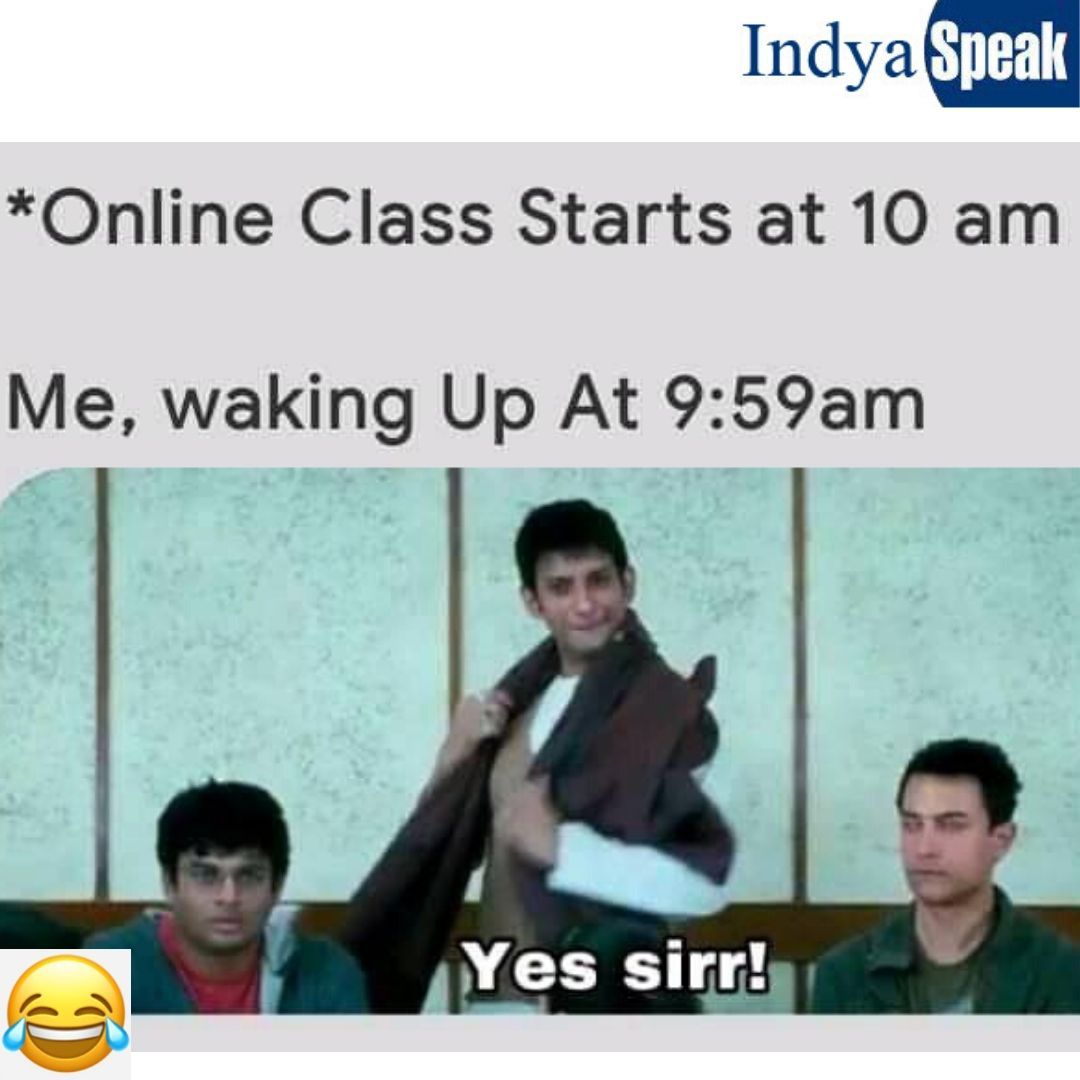 Indya Speak
*Online Class Starts at 10 am
Me, waking Up At 9:59am
Yes sirr!